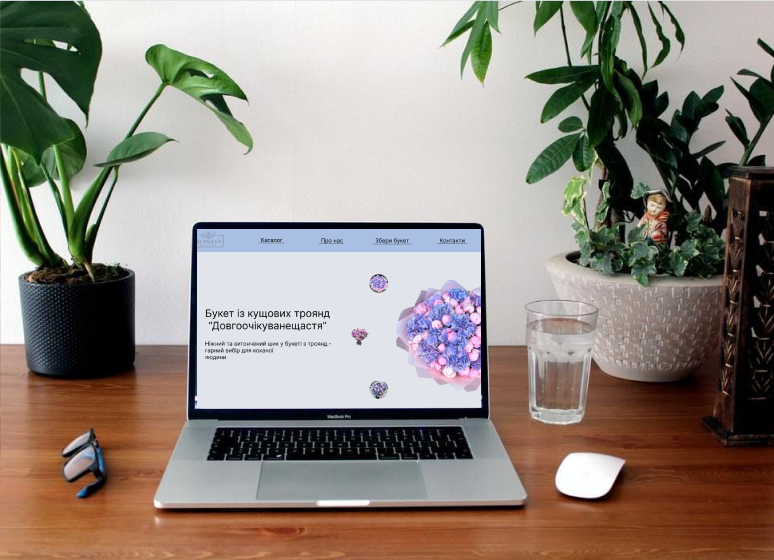 Каталог
Про нас
Збери букет
Контакти
Букет із кущових троянд
"Довгоочікуванещастя"
Ніжний та витончений шик у букеті з троянд -
гарний вибір для коханої
людини
MacBook Pro